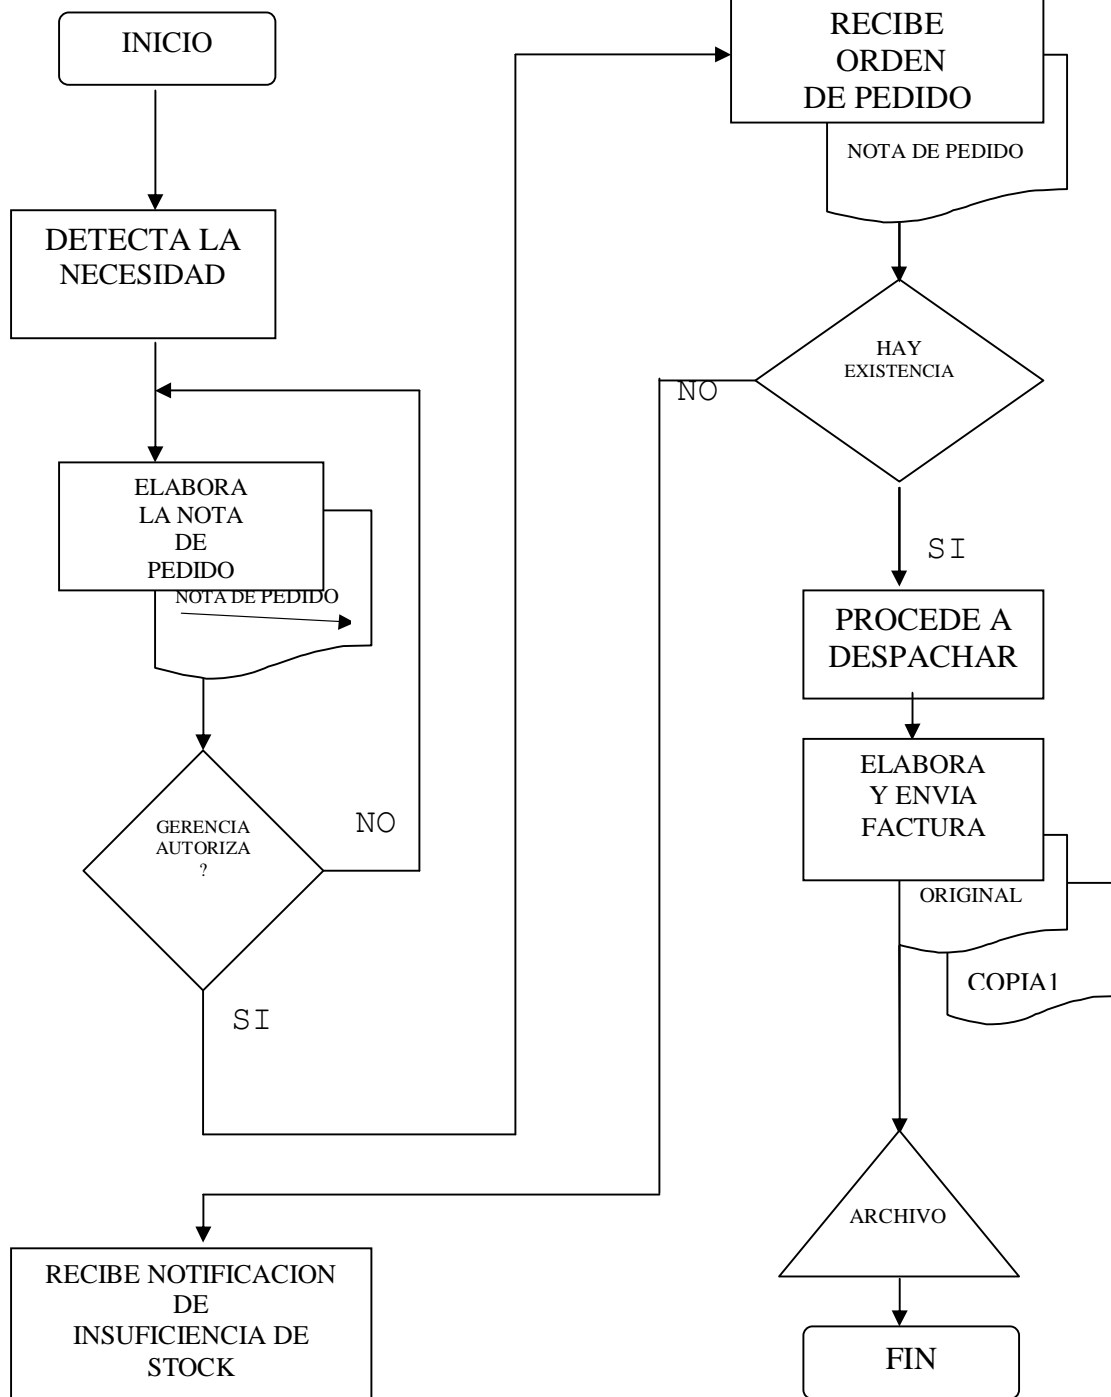 INICIO
DETECTA LA
NECESIDAD
ELABORA
LA NOTA
DE
PEDIDO
NOTA DE PEDIDO
GERENCIA
AUTORIZA
?
NO
SI
RECIBE NOTIFICACION
DE
INSUFICIENCIA DE
STOCK
RECIBE
ORDEN
DE PEDIDO
NOTA DE PEDIDO
HAY
EXISTENCIA
NO
SI
PROCEDE A
DESPACHAR
ELABORA
Y ENVIA
FACTURA
ORIGINAL
COPIA1
ARCHIVO
FIN